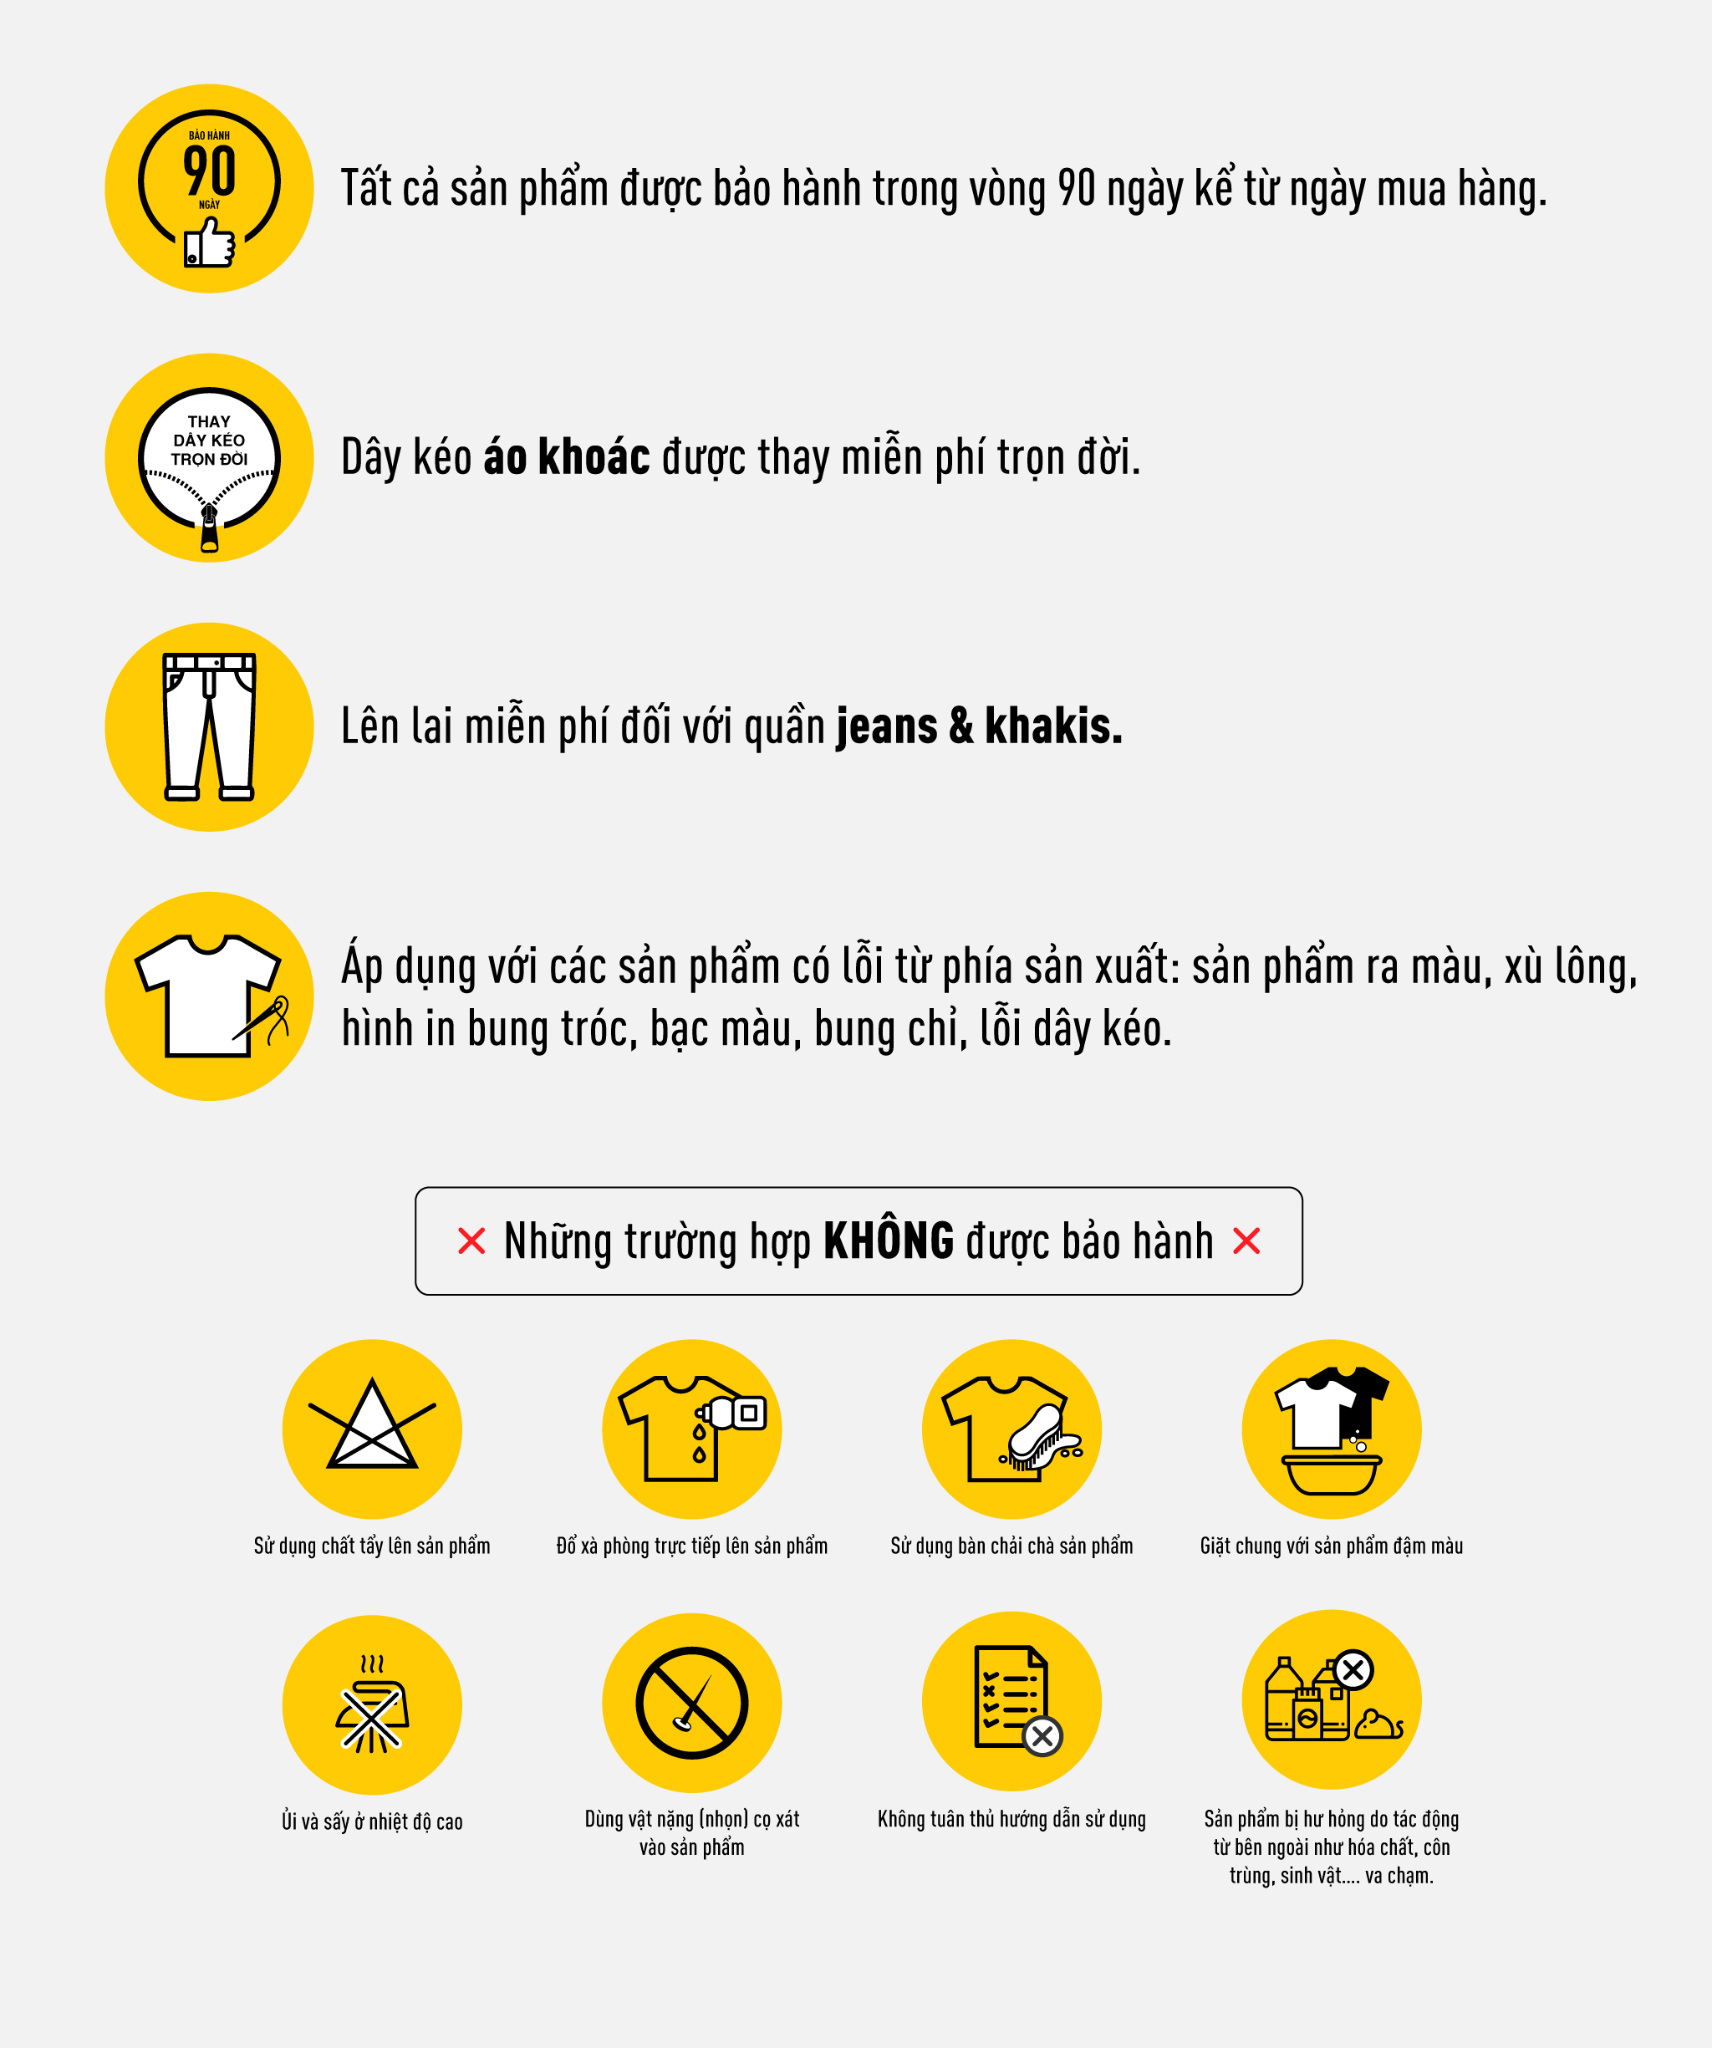 BẢO HÀNH
90
NGÀY
Tất cả sản phẩm được bảo hành trong vòng 90 ngày kể từ ngày mua hàng.
THAY
DÂY KÉO
TRỌN ĐỜI
Dây kéo áo khoác được thay miễn phí trọn đời.
Lên lai miễn phí đối với quần jeans & khakis.
Áp dụng với các sản phẩm có lỗi từ phía sản xuất: sản phẩm ra màu, xù lông,
hình in bung tróc, bạc màu, bung chỉ, lỗi dây kéo.
Những trường hợp KHÔNG được bảo hành
Sử dụng chất tẩy lên sản phẩm
Đổ xà phòng trực tiếp lên sản phẩm
Sử dụng bàn chải chà sản phẩm
Giặt chung với sản phẩm đậm màu
Ủi và sấy ở nhiệt độ cao
Dùng vật nặng (nhọn) cọ xát
vào sản phẩm
Không tuân thủ hướng dẫn sử dụng
Sản phẩm bị hư hỏng do tác động
từ bên ngoài như hóa chất, côn
trùng, sinh vật.... va chạm.